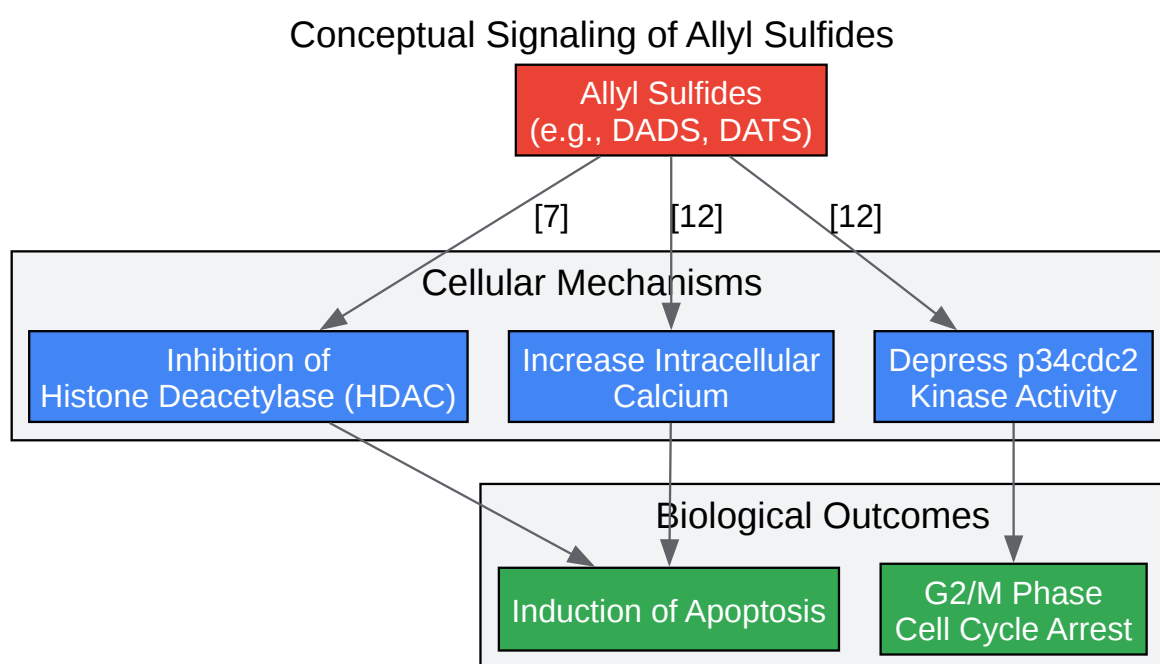 Conceptual Signaling of Allyl Sulfides
Allyl Sulfides
(e.g., DADS, DATS)
[7]
[12]
[12]
Cellular Mechanisms
Inhibition of
Histone Deacetylase (HDAC)
Increase Intracellular
Calcium
Depress p34cdc2
Kinase Activity
Biological Outcomes
Induction of Apoptosis
G2/M Phase
Cell Cycle Arrest